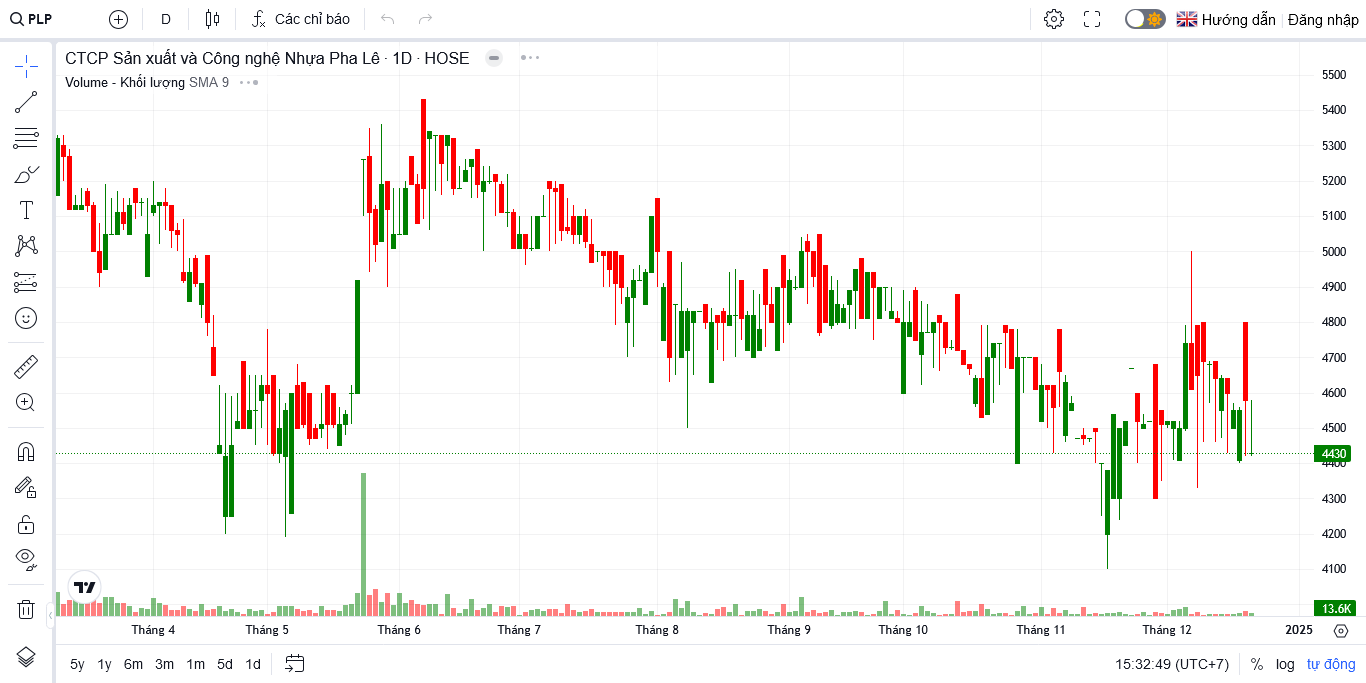 PLP D Các chỉ báo Hướng dẫn Đăng nhập
CTCP Sản xuất và Công nghệ Nhựa Pha Lê · 1D · HOSE
Volume - Khối lượng SMA 9
5500
5400
5300
5200
5100
5000
4900
4800
4700
4600
4500
4430
4400
4300
4200
4100
13.6K
Tháng 4 Tháng 5 Tháng 6 Tháng 7 Tháng 8 Tháng 9 Tháng 10 Tháng 11 Tháng 12 2025
5y 1y 6m 3m 1m 5d 1d 15:32:49 (UTC+7) % log tự động